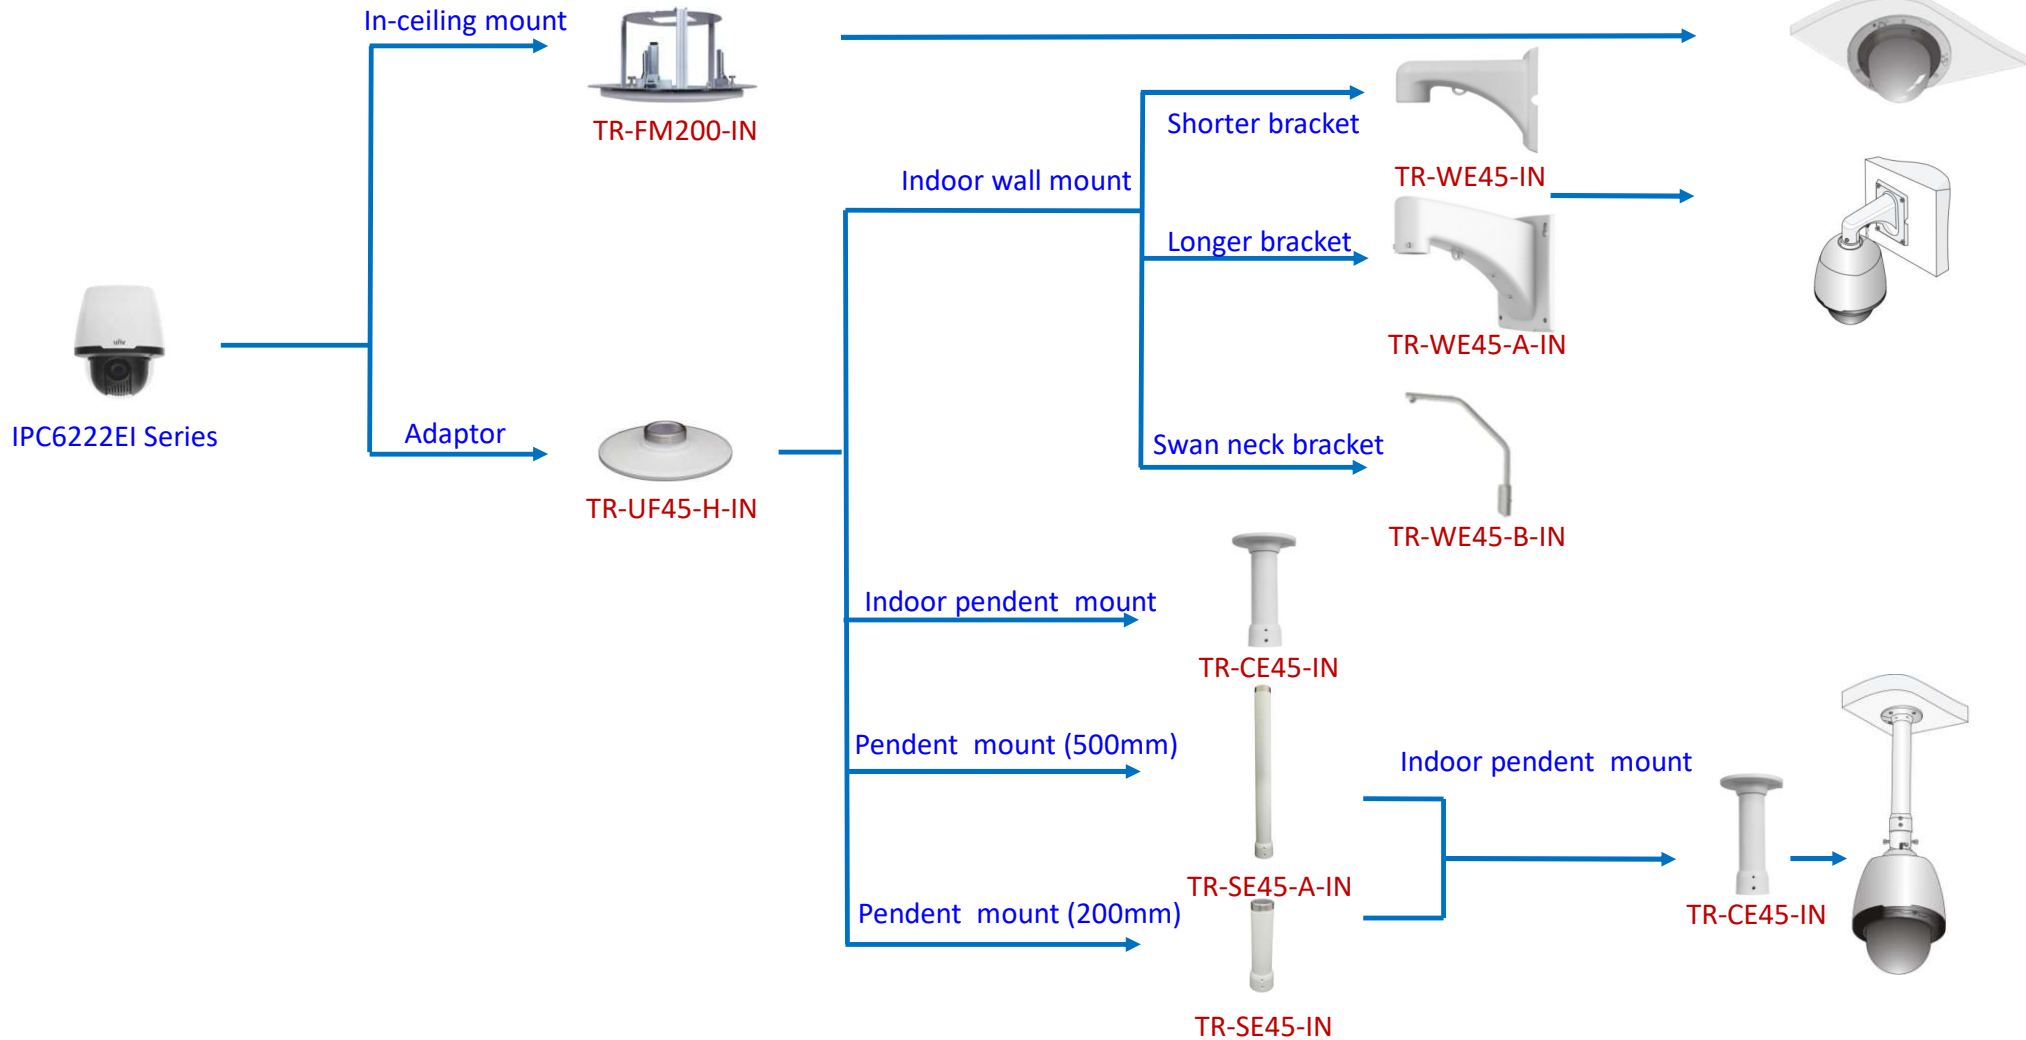 In-ceiling mount
TR-FM200-IN
Shorter bracket
TR-WE45-IN
Indoor wall mount
Longer bracket
TR-WE45-A-IN
IPC6222EI Series
Adaptor
TR-UF45-H-IN
Swan neck bracket
TR-WE45-B-IN
Indoor pendent  mount
TR-CE45-IN
Pendent  mount (500mm)
TR-SE45-A-IN
Indoor pendent  mount
TR-CE45-IN
Pendent  mount (200mm)
TR-SE45-IN